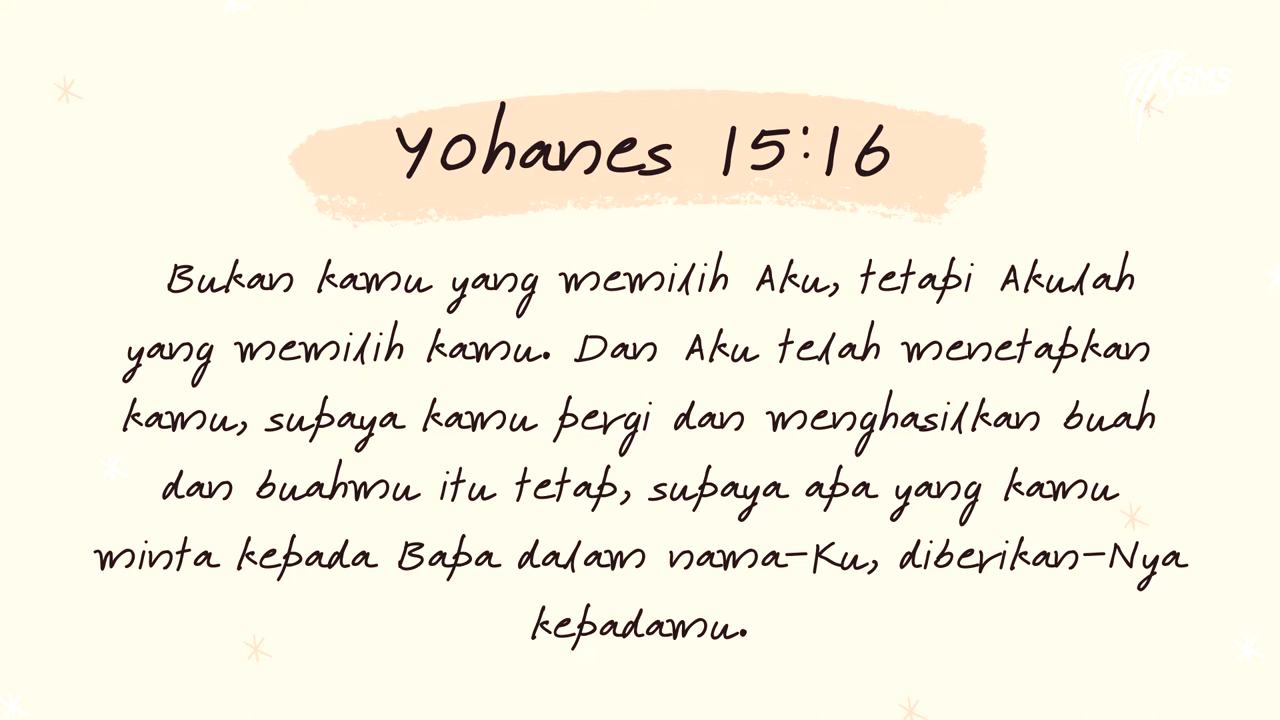 GMS
Yohanes 15:16
Bukan kamu yang memilih Aku, tetapi Akulah
yang memilih kamu. Dan Aku telah menetapkan
kamu, supaya kamu pergi dan menghasilkan buah
dan buahmu itu tetap, supaya apa yang kamu
minta kepada Bapa dalam nama-Ku, diberikan-Nya
kepadamu.